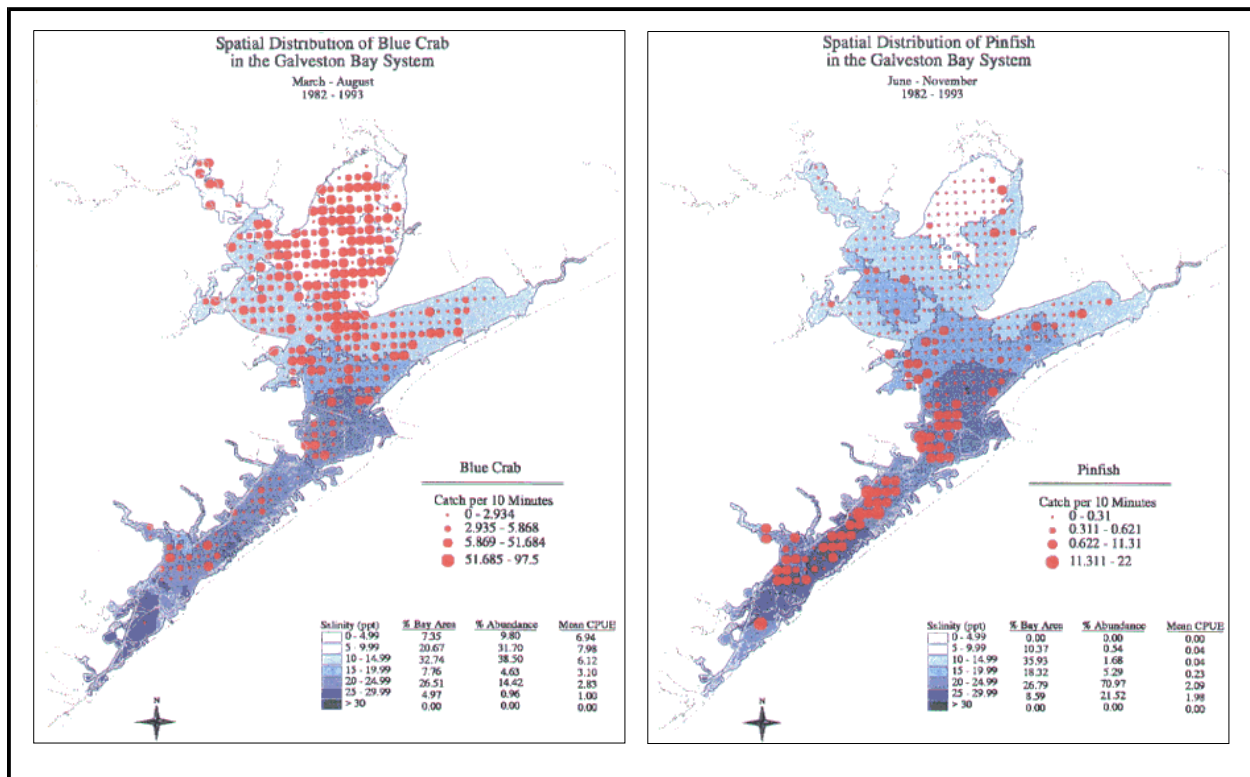 Spatial Distribution of Blue Crab
in the Galveston Bay System
March - August
1982 - 1993
Blue Crab
Catch per 10 Minutes
0 - 2.934
2.935 - 5.868
5.869 - 51.684
51.685 - 97.5
Salinity (ppt) % Bay Area % Abundance Mean CPUE
0 - 4.99 7.35 9.80 6.94
5 - 9.99 20.67 31.70 7.98
10 - 14.99 32.74 38.50 6.12
15 - 19.99 7.76 4.63 3.10
20 - 24.99 26.51 14.42 2.83
25 - 29.99 4.97 0.96 1.00
> 30 0.00 0.00 0.00
N
Spatial Distribution of Pinfish
in the Galveston Bay System
June - November
1982 - 1993
Pinfish
Catch per 10 Minutes
0 - 0.31
0.311 - 0.621
0.622 - 11.31
11.311 - 22
Salinity (ppt) % Bay Area % Abundance Mean CPUE
0 - 4.99 0.00 0.00 0.00
5 - 9.99 10.37 0.54 0.04
10 - 14.99 35.93 1.68 0.04
15 - 19.99 18.32 5.29 0.23
20 - 24.99 26.79 70.97 2.09
25 - 29.99 8.59 21.52 1.98
> 30 0.00 0.00 0.00
N